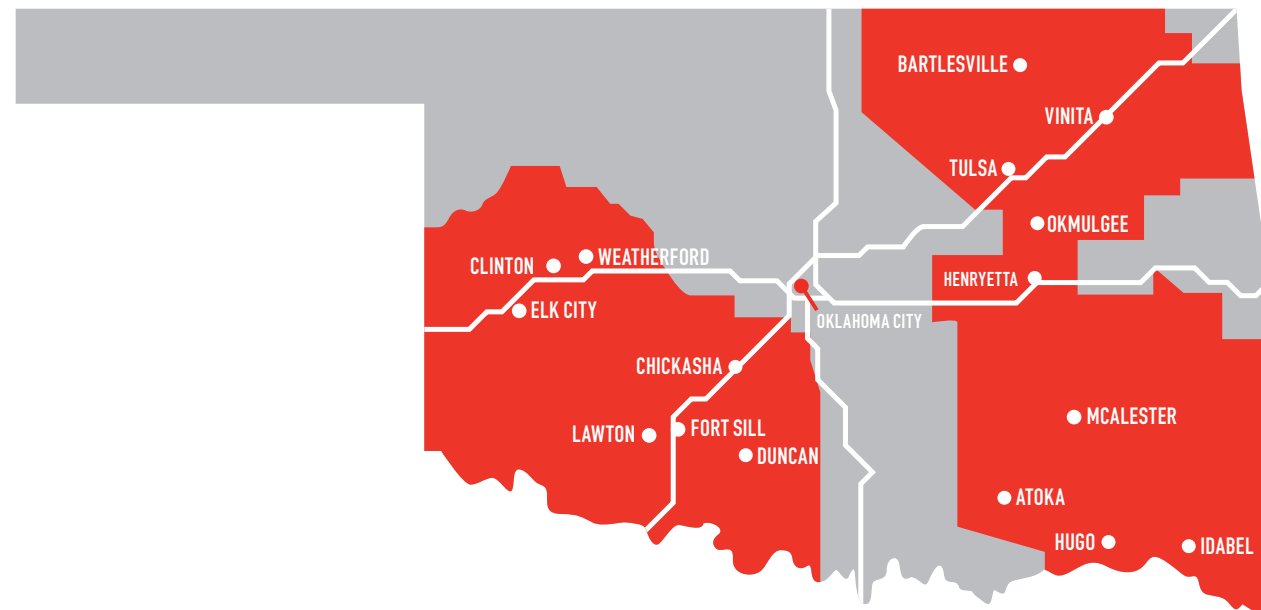 BARTLESVILLE
VINITA
TULSA
OKMULGEE
WEATHERFORD
CLINTON
HENRYETTA
ELK CITY
OKLAHOMA CITY
CHICKASHA
MCALESTER
FORT SILL
LAWTON
DUNCAN
ATOKA
HUGO
IDABEL